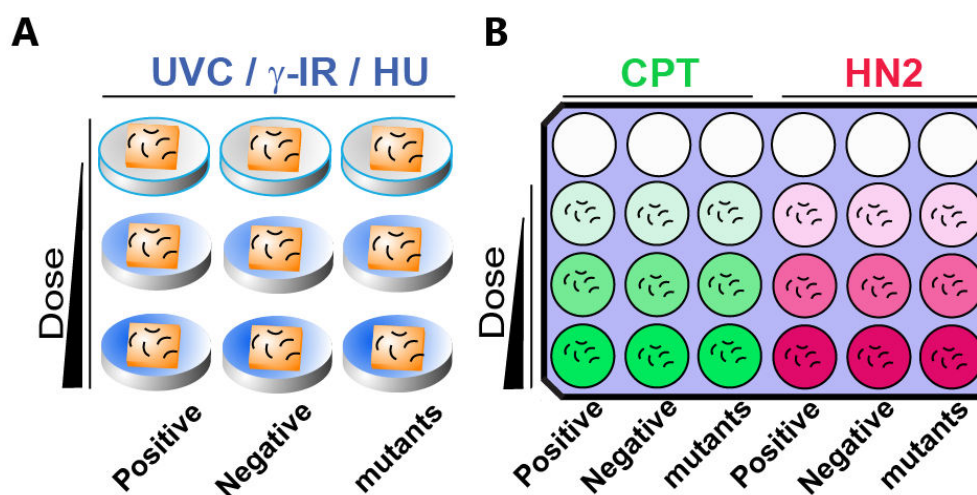 A
UVC / γ-IR / HU
Dose
Positive
Negative
mutants
B
CPT
HN2
Dose
Positive
Negative
mutants
Positive
Negative
mutants